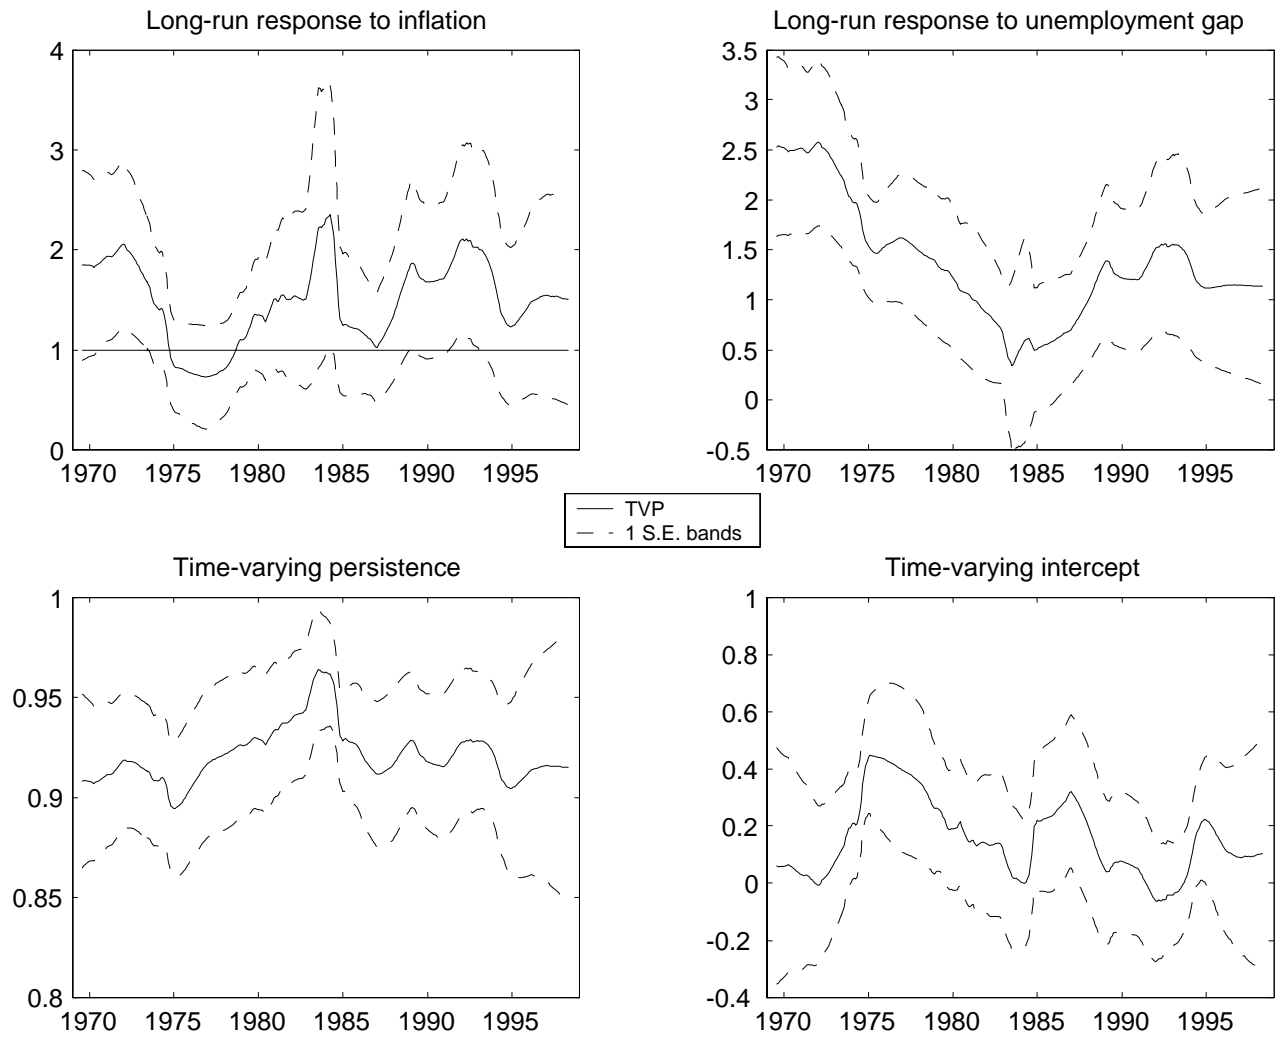 Long-run response to inflation
4
3
2
1
0
1970 1975 1980 1985 1990 1995
Long-run response to unemployment gap
3.5
3
2.5
2
1.5
1
0.5
0
-0.5
1970 1975 1980 1985 1990 1995
TVP
1 S.E. bands
Time-varying persistence
1
0.95
0.9
0.85
0.8
1970 1975 1980 1985 1990 1995
Time-varying intercept
1
0.8
0.6
0.4
0.2
0
-0.2
-0.4
1970 1975 1980 1985 1990 1995